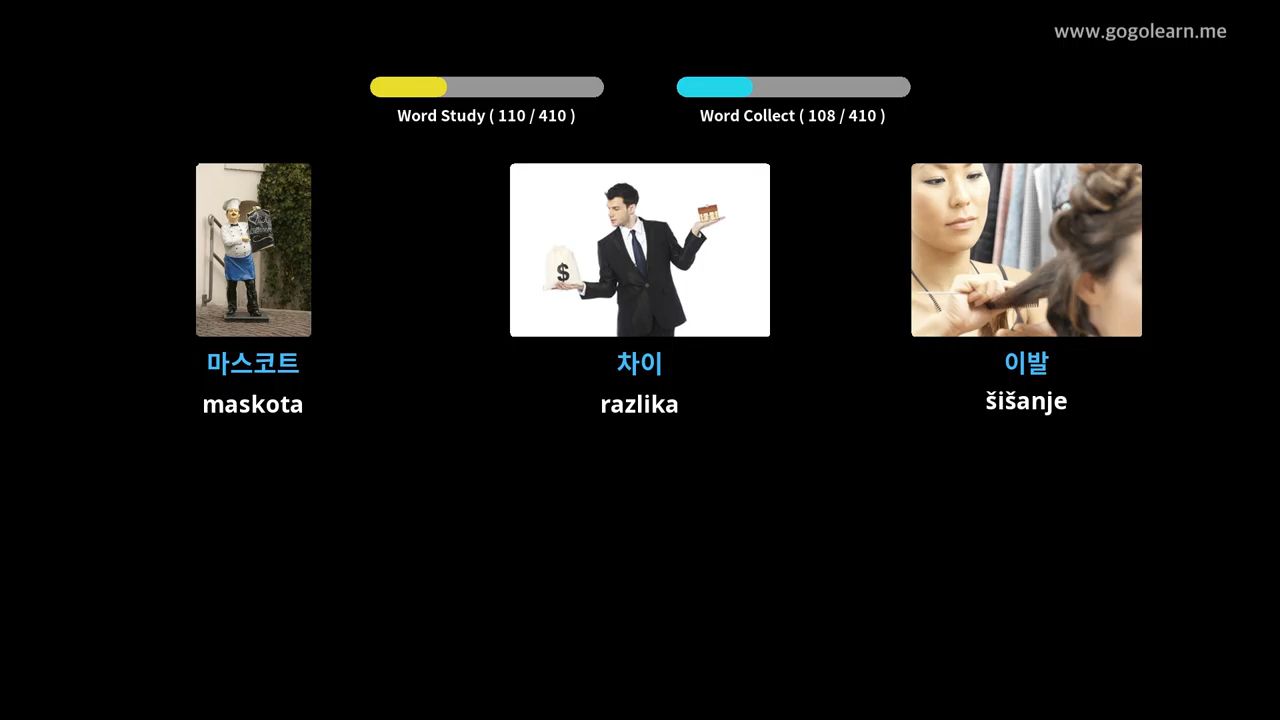 www.gogolearn.me
Word Study ( 110 / 410 )
Word Collect ( 108 / 410 )
$
마스코트
차이
이발
maskota
razlika
šišanje